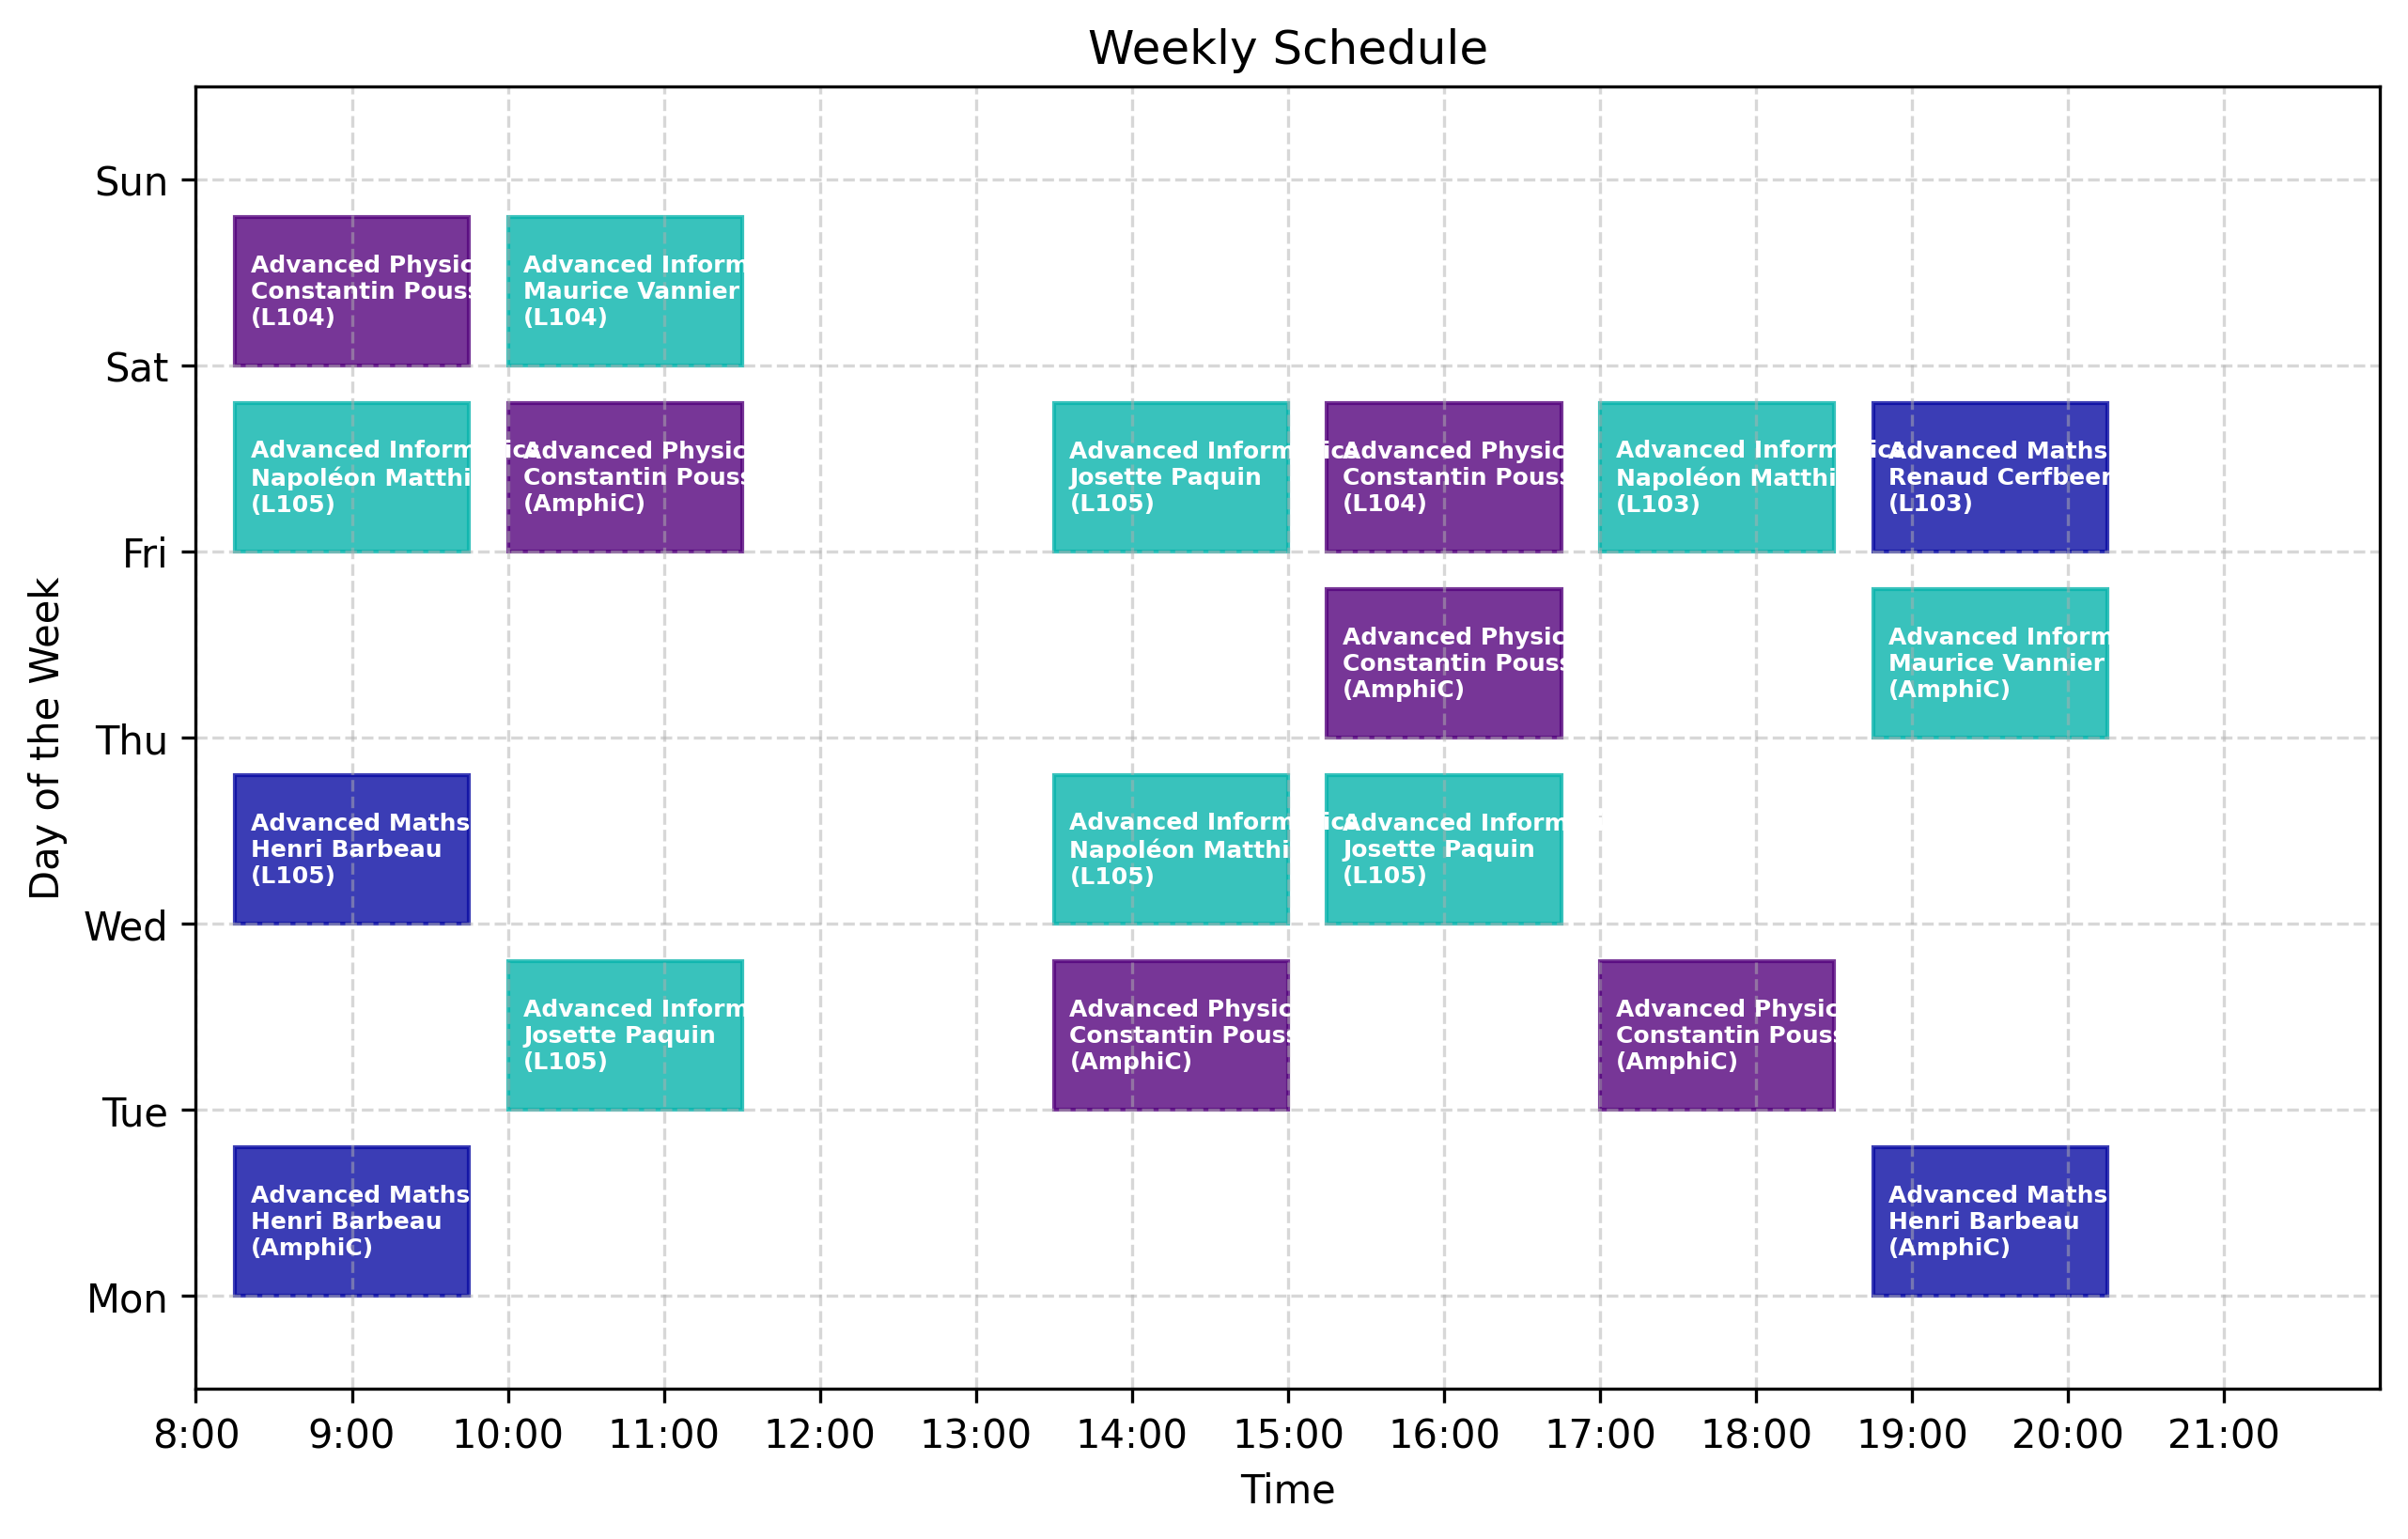 Weekly Schedule
Day of the Week
Sun
Advanced Physic
Constantin Pouss
(L104)
Advanced Inform
Maurice Vannier
(L104)
Sat
Advanced Informatics
Napoléon Matthi
(L105)
Advanced Physic
Constantin Pouss
(AmphiC)
Advanced Informatics
Josette Paquin
(L105)
Advanced Physic
Constantin Pouss
(L104)
Advanced Informatics
Napoléon Matthi
(L103)
Advanced Maths
Renaud Cerfbeer
(L103)
Fri
Advanced Physic
Constantin Pouss
(AmphiC)
Advanced Inform
Maurice Vannier
(AmphiC)
Thu
Advanced Maths
Henri Barbeau
(L105)
Advanced Informatics
Napoléon Matthi
(L105)
Advanced Inform
Josette Paquin
(L105)
Wed
Advanced Inform
Josette Paquin
(L105)
Advanced Physic
Constantin Pouss
(AmphiC)
Advanced Physic
Constantin Pouss
(AmphiC)
Tue
Advanced Maths
Henri Barbeau
(AmphiC)
Advanced Maths
Henri Barbeau
(AmphiC)
Mon
8:00 9:00 10:00 11:00 12:00 13:00 14:00 15:00 16:00 17:00 18:00 19:00 20:00 21:00
Time